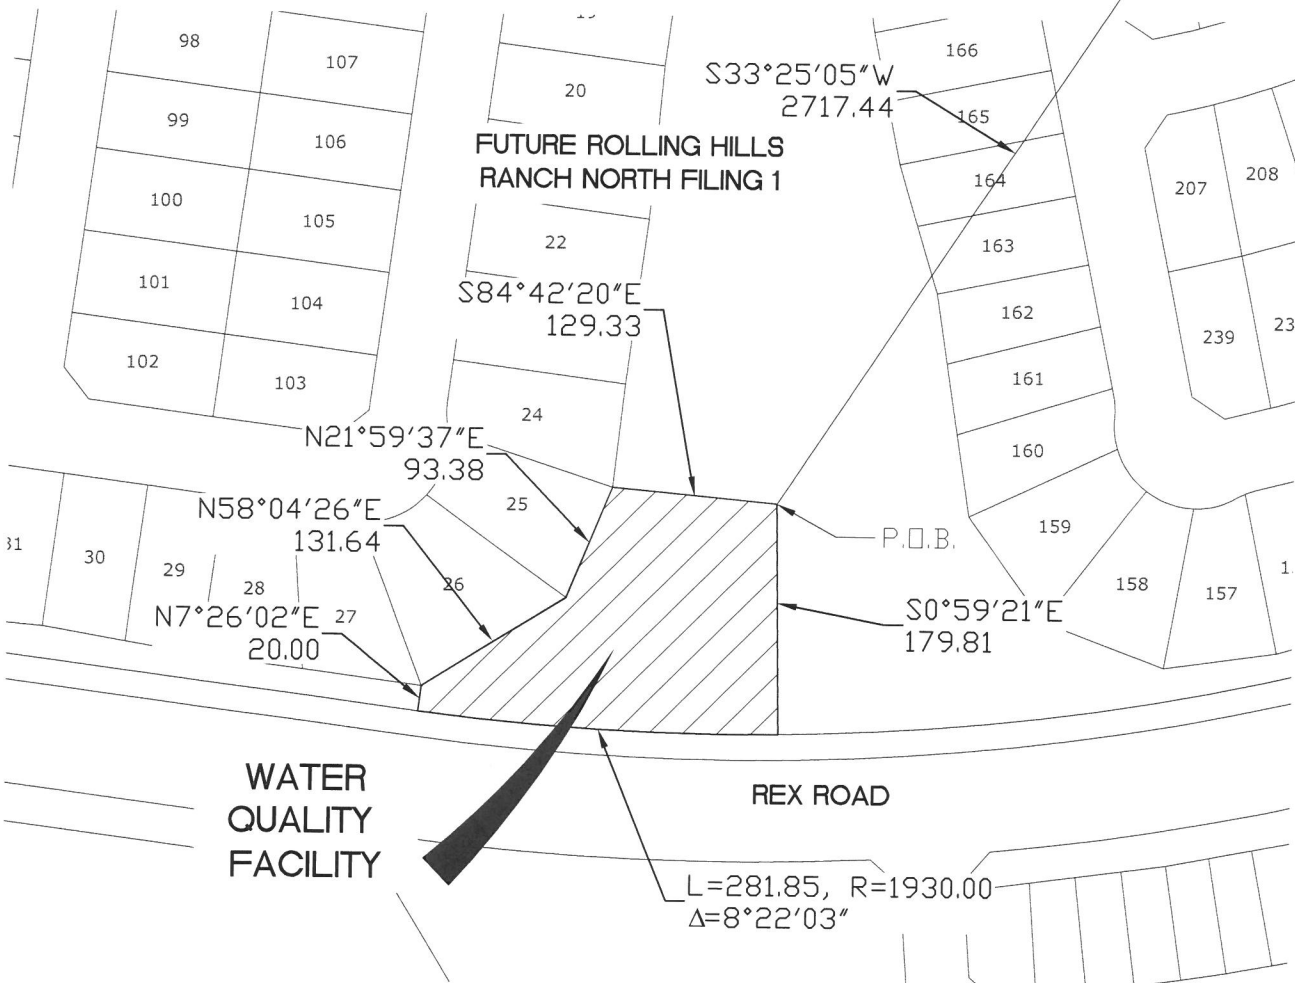 98
107
20
166
S33°25'05"W
2717.44
99
106
165
FUTURE ROLLING HILLS
RANCH NORTH FILING 1
164
207
208
100
105
22
163
101
104
S84°42'20"E
129.33
162
239
102
103
161
24
N21°59'37"E
93.38
160
25
N58°04'26"E
131.64
P.O.B.
159
30
29
28
26
27
158
157
N7°26'02"E
20.00
S0°59'21"E
179.81
WATER
QUALITY
FACILITY
REX ROAD
L=281.85, R=1930.00
Δ=8°22'03"